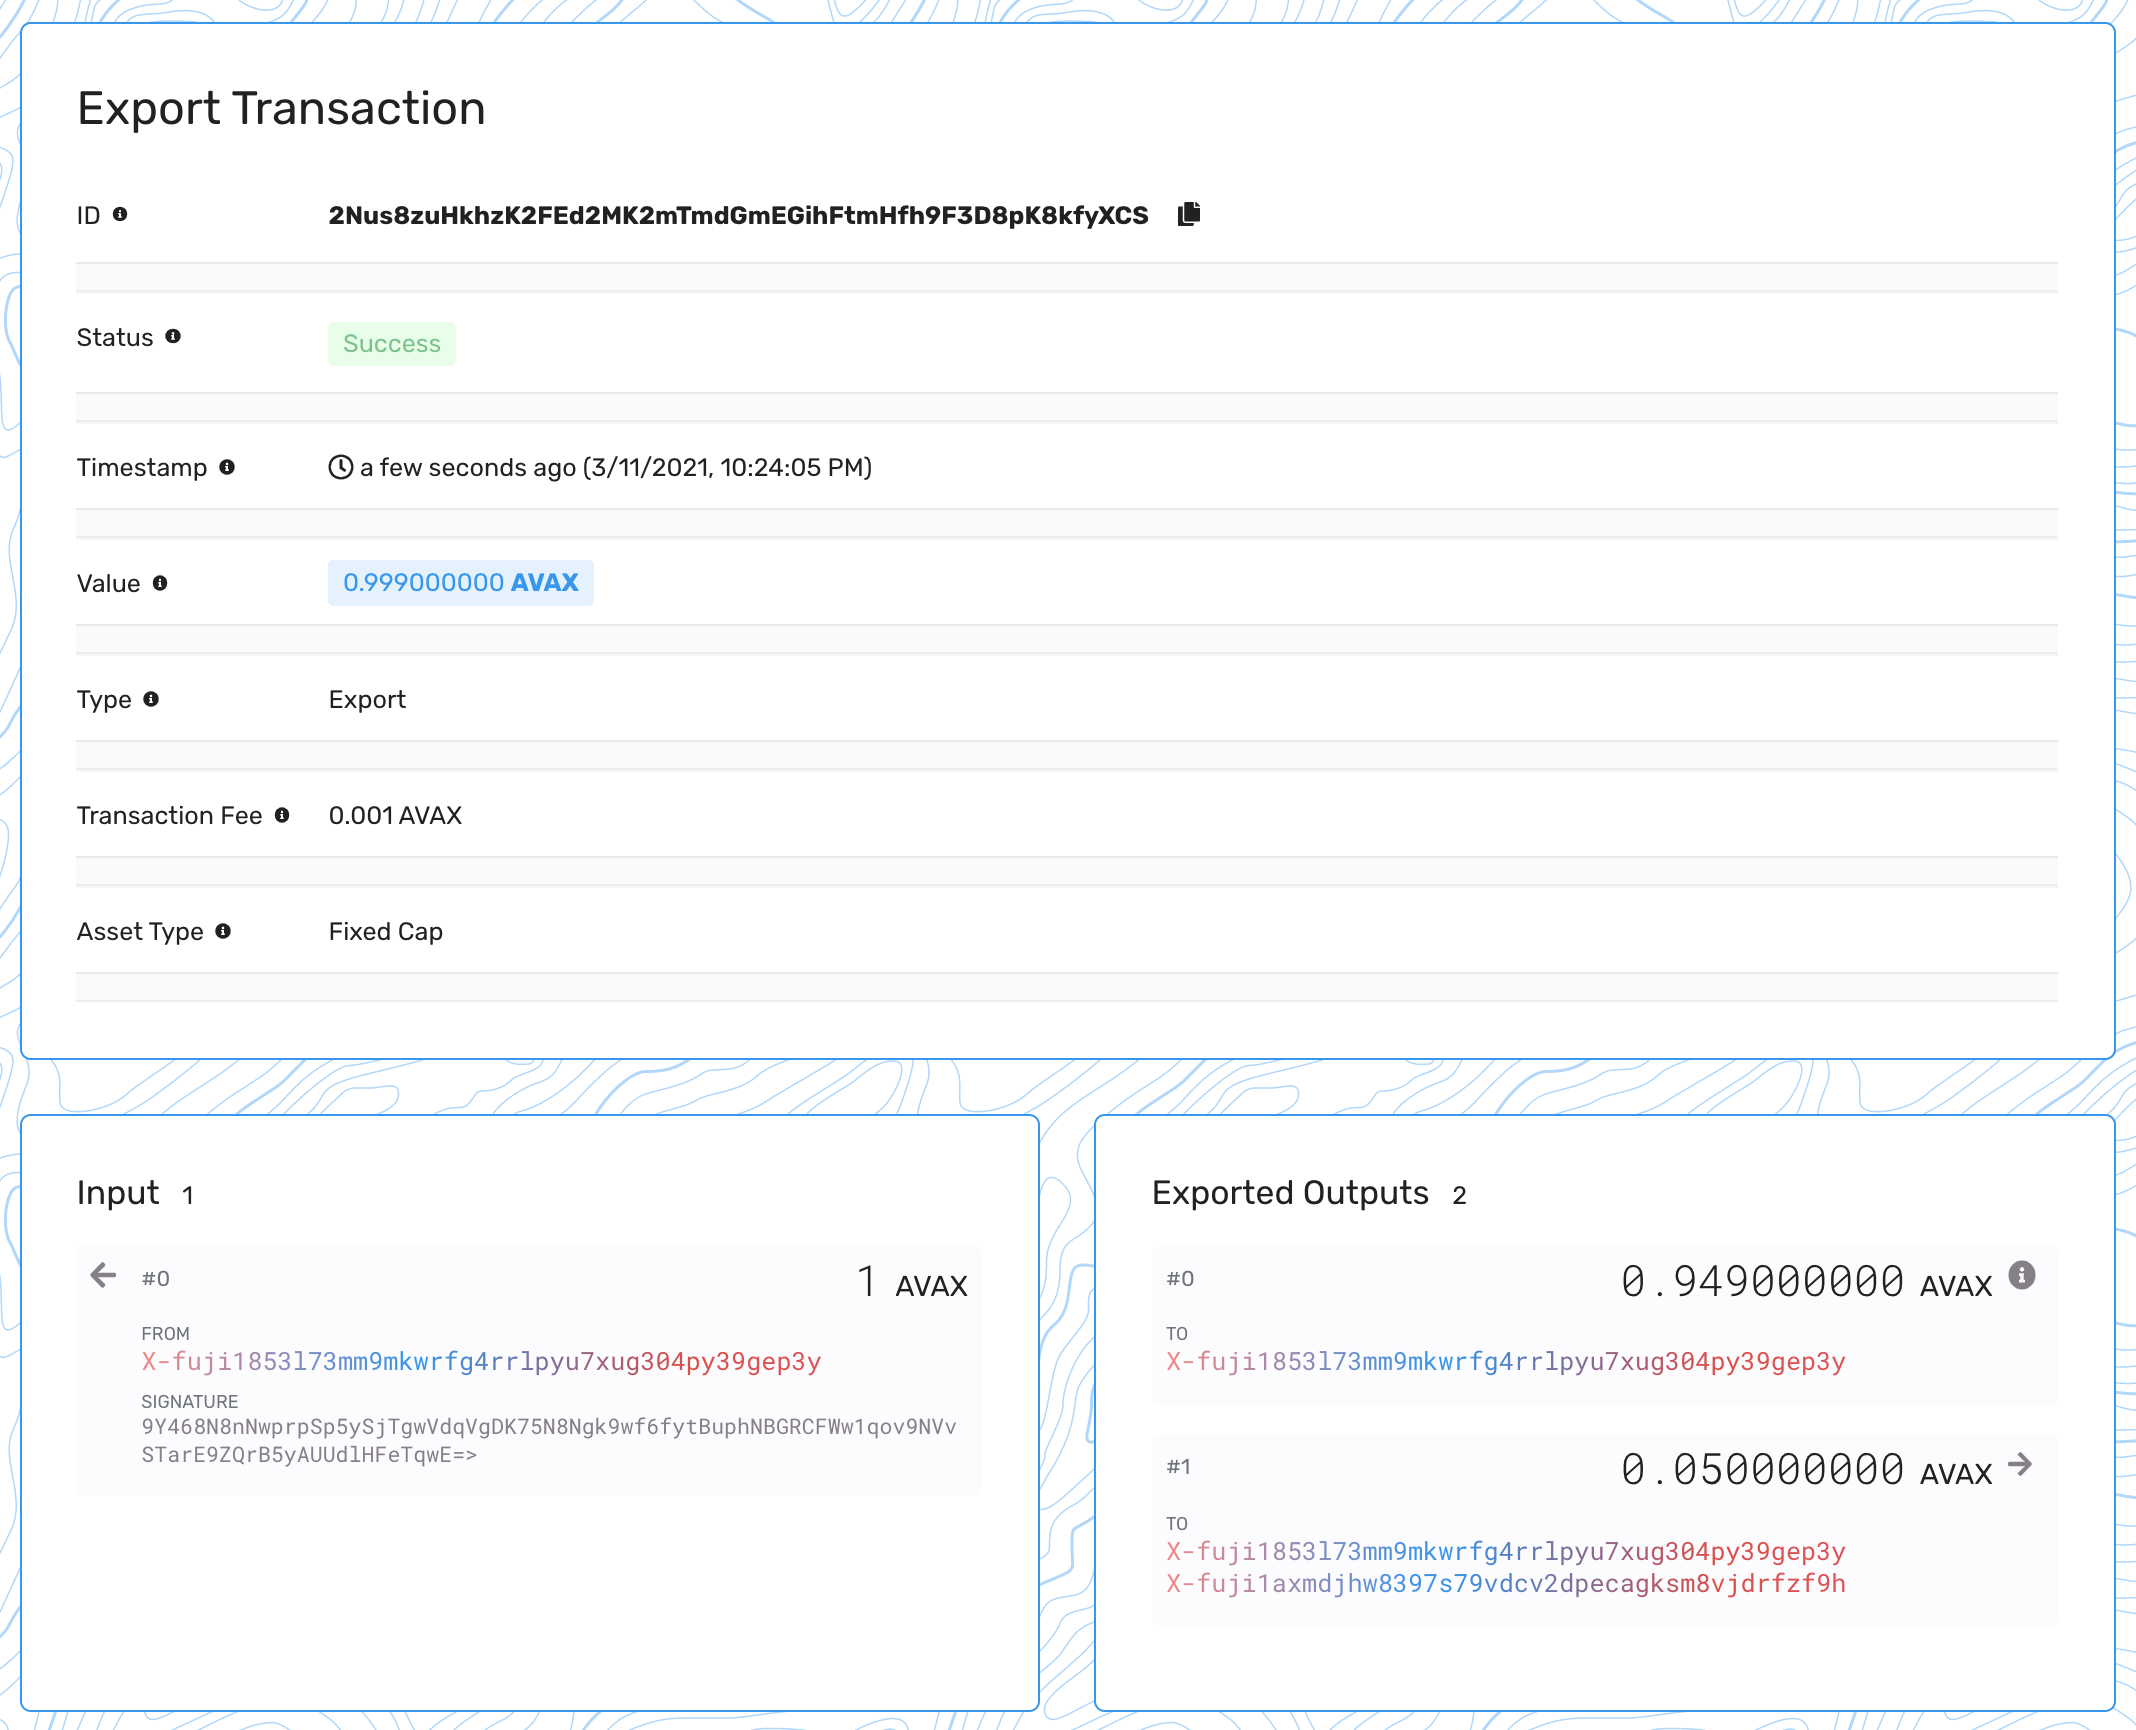 Export Transaction
ID
2Nus8zuHkhzK2FEd2MK2mTmdGmEGihFtmHfh9F3D8pK8kfyXCS
Status
Success
Timestamp
a few seconds ago (3/11/2021, 10:24:05 PM)
Value
0.999000000 AVAX
Type
Export
Transaction Fee
0.001 AVAX
Asset Type
Fixed Cap
Input 1
#0
1 AVAX
FROM
X-fuji1853l73mm9mkwrfg4rrlpyu7xug304py39gep3y
SIGNATURE
9Y468N8nNwprpSp5ySjTgwVdqVgDK75N8Ngk9wf6fytBuphNBGRCFWw1qov9NVv
STarE9ZQrB5yAUUdlHFeTqwE=>
Exported Outputs 2
#0
0.949000000 AVAX
TO
X-fuji1853l73mm9mkwrfg4rrlpyu7xug304py39gep3y
#1
0.050000000 AVAX
TO
X-fuji1853l73mm9mkwrfg4rrlpyu7xug304py39gep3y
X-fuji1axmdjhw8397s79vdcv2dpecagksm8vjdrfzf9h